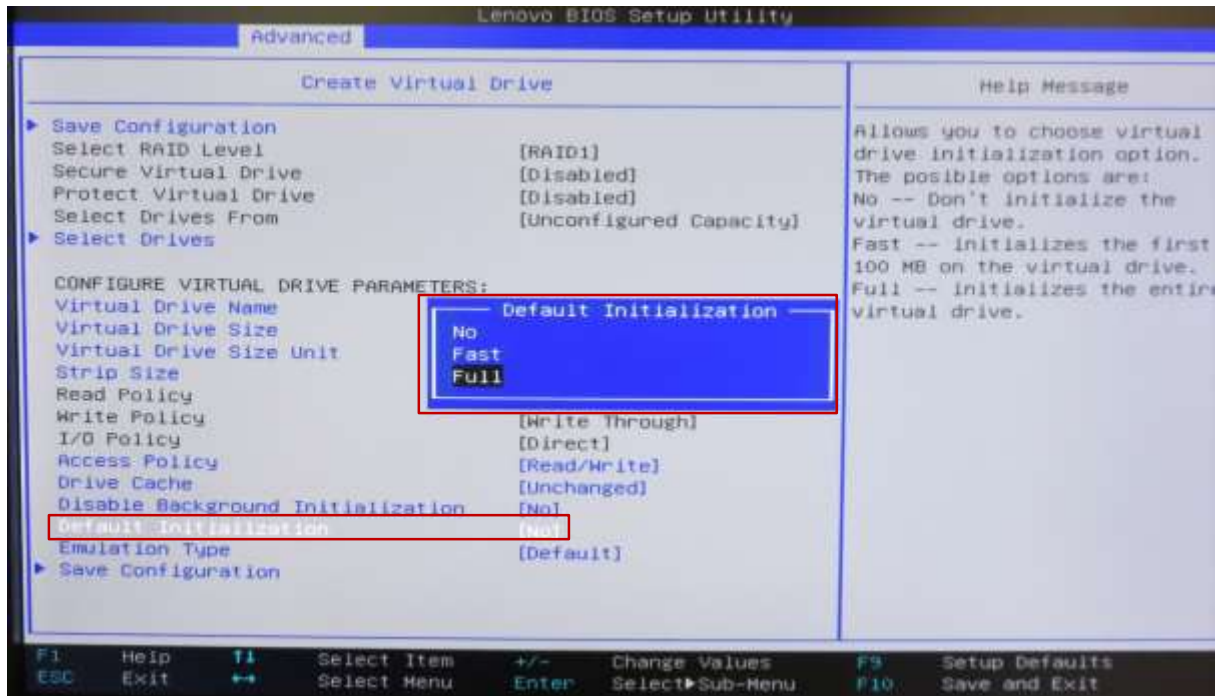 Lenovo BIOS Setup Utility
Advanced
Create Virtual Drive
Help Message
Save Configuration
Select RAID Level [RAID1]
Secure Virtual Drive [Disabled]
Protect Virtual Drive [Disabled]
Select Drives From [Unconfigured Capacity]
Select Drives
CONFIGURE VIRTUAL DRIVE PARAMETERS:
Virtual Drive Name
Virtual Drive Size
Virtual Drive Size Unit
Strip Size
Read Policy
Write Policy [Write Through]
I/O Policy [Direct]
Access Policy [Read/Write]
Drive Cache [Unchanged]
Disable Background Initialization [No]
Default Initialization [No]
Emulation Type [Default]
Save Configuration
Default Initialization
No
Fast
Full
Allows you to choose virtual
drive initialization option.
The posible options are:
No -- Don't initialize the
virtual drive.
Fast -- initializes the first
100 MB on the virtual drive.
Full -- initializes the entir
virtual drive.
F1 Help ↑↓ Select Item +/- Change Values F9 Setup Defaults
ESC Exit ←→ Select Menu Enter Select▶Sub-Menu F10 Save and Exit